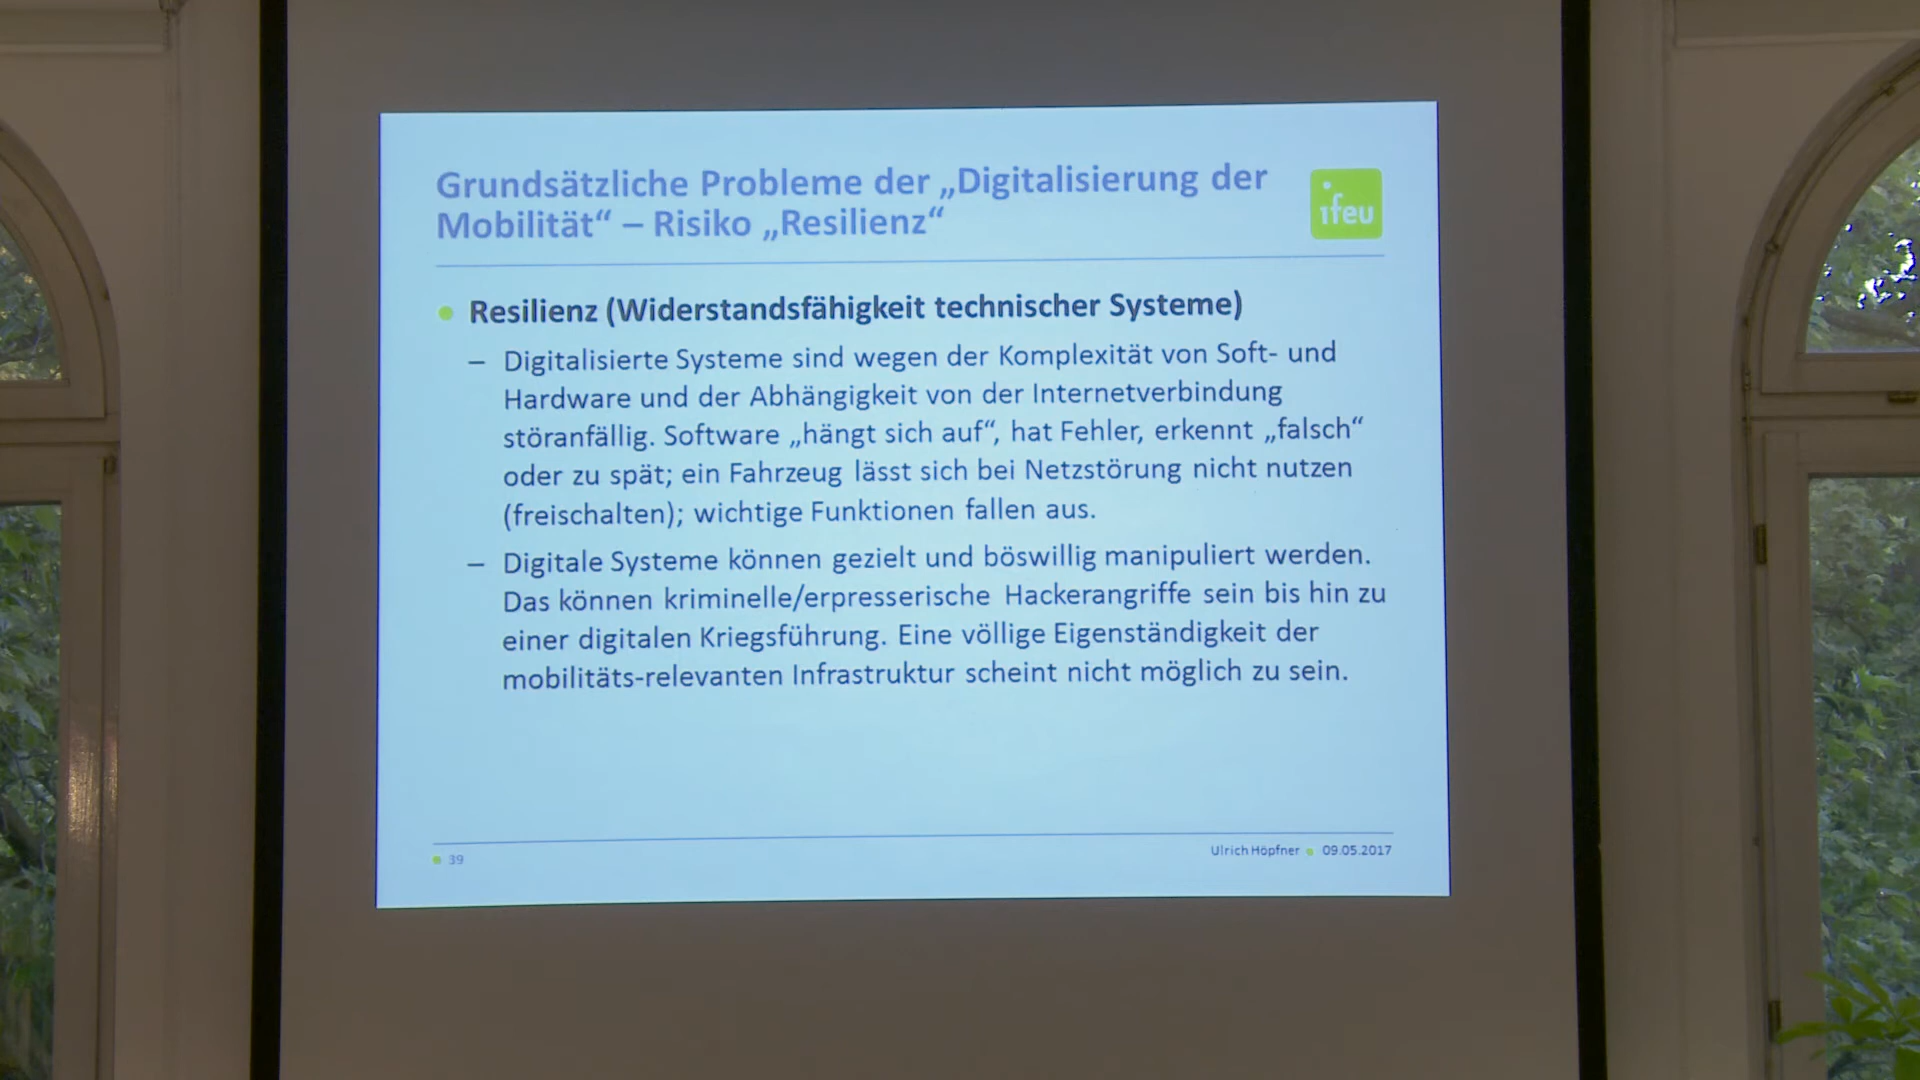 Grundsätzliche Probleme der „Digitalisierung der
Mobilität“ – Risiko „Resilienz“
ifeu
Resilienz (Widerstandsfähigkeit technischer Systeme)
– Digitalisierte Systeme sind wegen der Komplexität von Soft- und
Hardware und der Abhängigkeit von der Internetverbindung
störanfällig. Software „hängt sich auf“, hat Fehler, erkennt „falsch“
oder zu spät; ein Fahrzeug lässt sich bei Netzstörung nicht nutzen
(freischalten); wichtige Funktionen fallen aus.
– Digitale Systeme können gezielt und böswillig manipuliert werden.
Das können kriminelle/erpresserische Hackerangriffe sein bis hin zu
einer digitalen Kriegsführung. Eine völlige Eigenständigkeit der
mobilitäts-relevanten Infrastruktur scheint nicht möglich zu sein.
39
Ulrich Höpfner • 09.05.2017